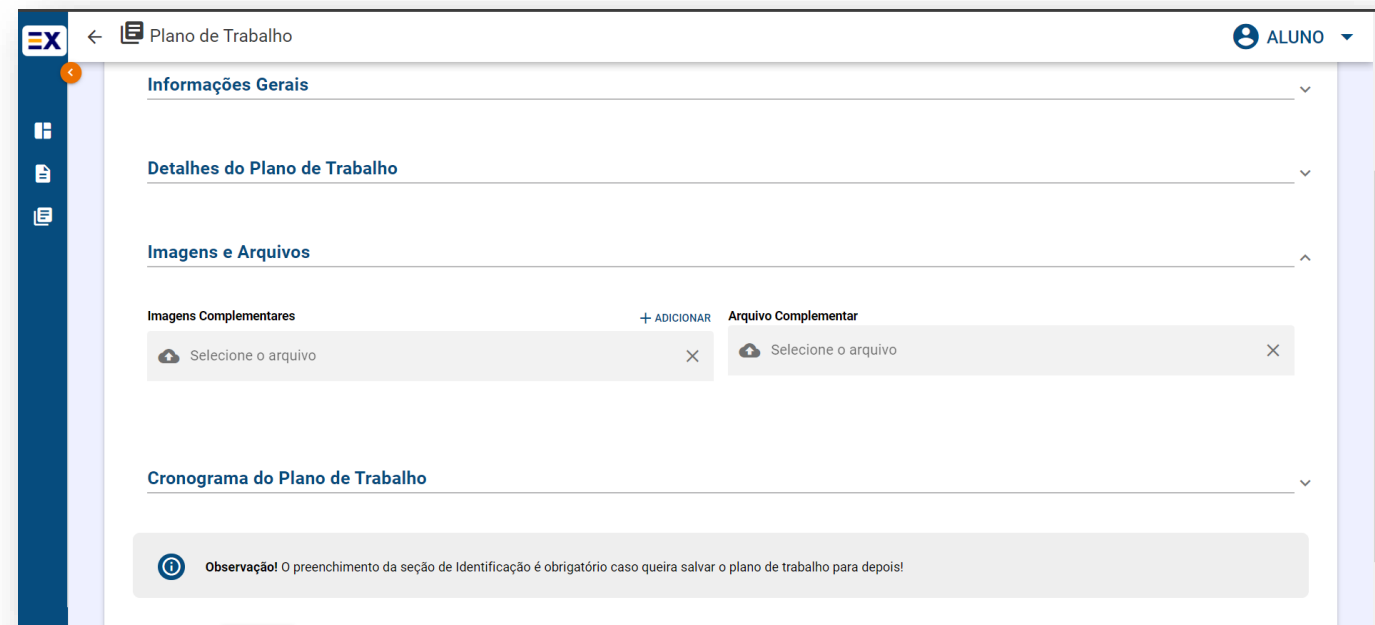 EX
Plano de Trabalho
ALUNO
Informações Gerais
Detalhes do Plano de Trabalho
Imagens e Arquivos
Imagens Complementares
ADICIONAR
Arquivo Complementar
Selecione o arquivo
Selecione o arquivo
Cronograma do Plano de Trabalho
Observação! O preenchimento da seção de Identificação é obrigatório caso queira salvar o plano de trabalho para depois!